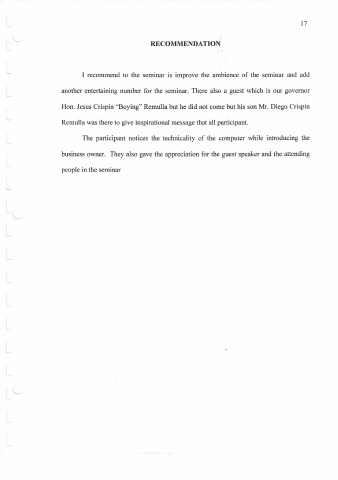 17
RECOMMENDATION
I recommend to the seminar is improve the ambience of the seminar and add
another entertaining number for the seminar. There also a guest which is our governor
Hon. Jesus Crispin "Boying" Remulla but he did not come but his son Mr. Diego Crispin
Remulla was there to give inspirational message that all participant.
The participant notices the technicality of the computer while introducing the
business owner. They also gave the appreciation for the guest speaker and the attending
people in the seminar